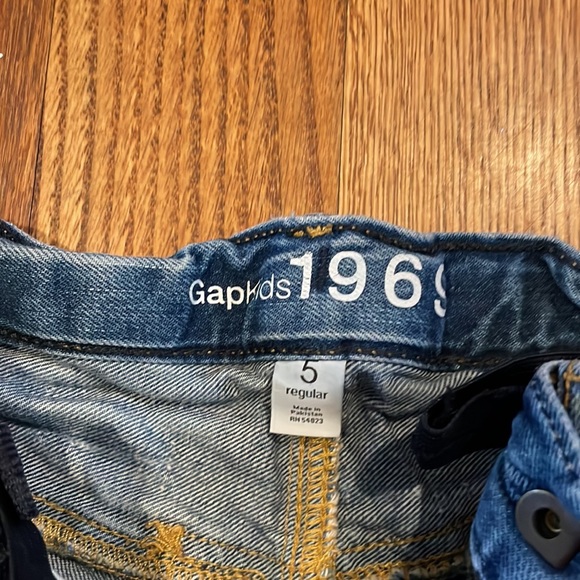 GapKids 1969
5
regular
Made in
Pakistan
RN 54023